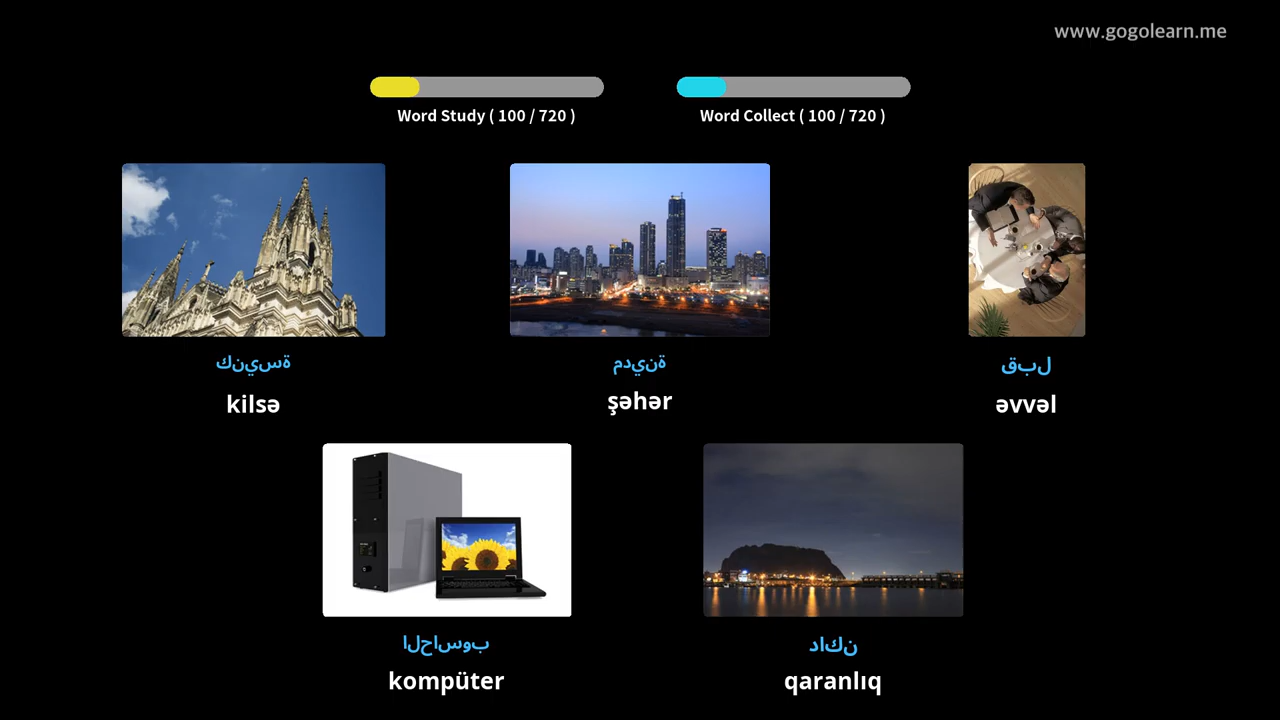 www.gogolearn.me
Word Study ( 100 / 720 )
Word Collect ( 100 / 720 )
كنيسة
kilsə
مدينة
şəhər
قبل
əvvəl
الحاسوب
kompüter
داكن
qaranlıq